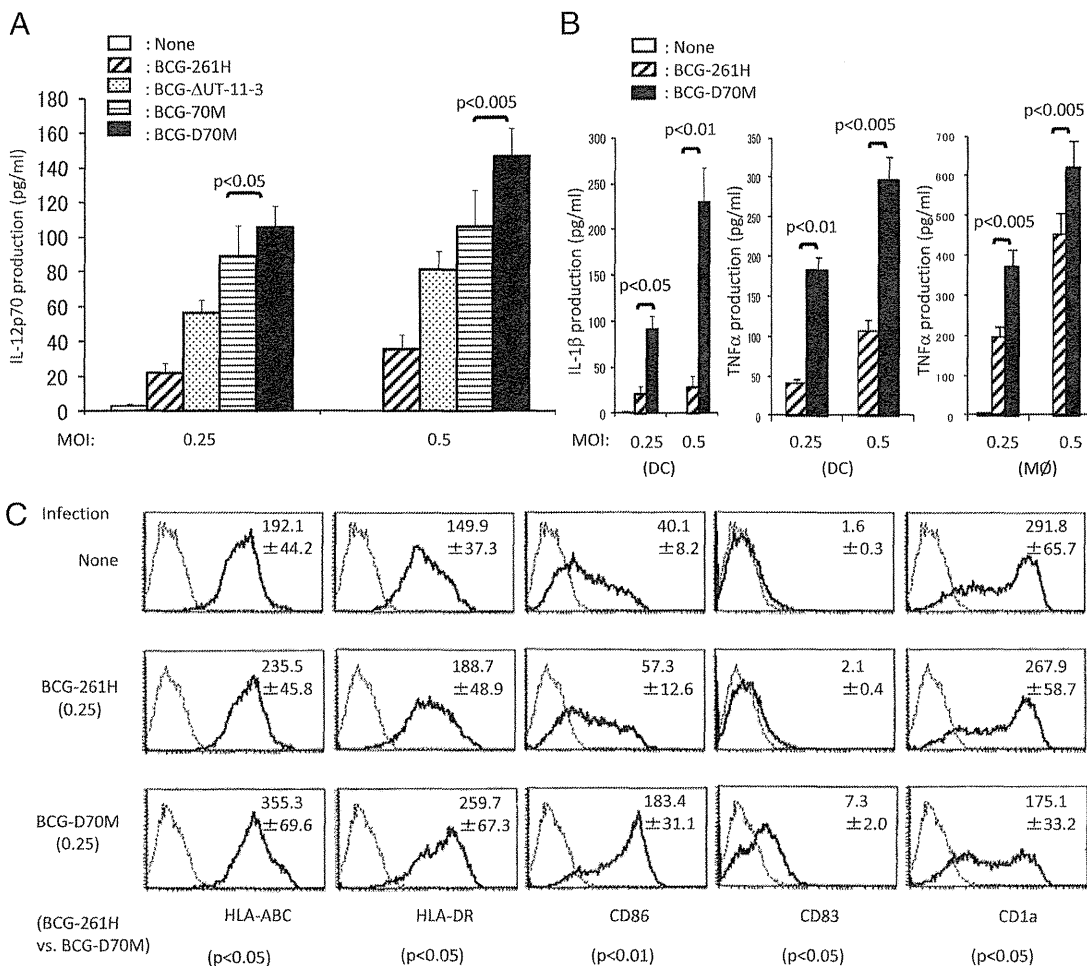 A
: None
: BCG-261H
: BCG-ΔUT-11-3
: BCG-70M
: BCG-D70M
IL-12p70 production (pg/ml)
180
160
140
120
100
80
60
40
20
0
p<0.05
p<0.005
MOI: 0.25 0.5
B
: None
: BCG-261H
: BCG-D70M
IL-1β production (pg/ml)
300
250
200
150
100
50
0
p<0.05
p<0.01
0.25 0.5
MOI:
(DC)
TNFα production (pg/ml)
350
300
250
200
150
100
50
0
p<0.01
p<0.005
0.25 0.5
(DC)
TNFα production (pg/ml)
700
600
500
400
300
200
100
0
p<0.005
p<0.005
0.25 0.5
(MØ)
C
Infection
None
192.1 149.9 40.1 1.6 291.8
±44.2 ±37.3 ±8.2 ±0.3 ±65.7
BCG-261H
(0.25)
235.5 188.7 57.3 2.1 267.9
±45.8 ±48.9 ±12.6 ±0.4 ±58.7
BCG-D70M
(0.25)
355.3 259.7 183.4 7.3 175.1
±69.6 ±67.3 ±31.1 ±2.0 ±33.2
HLA-ABC HLA-DR CD86 CD83 CD1a
(BCG-261H
vs. BCG-D70M)
(p<0.05) (p<0.05) (p<0.01) (p<0.05) (p<0.05)